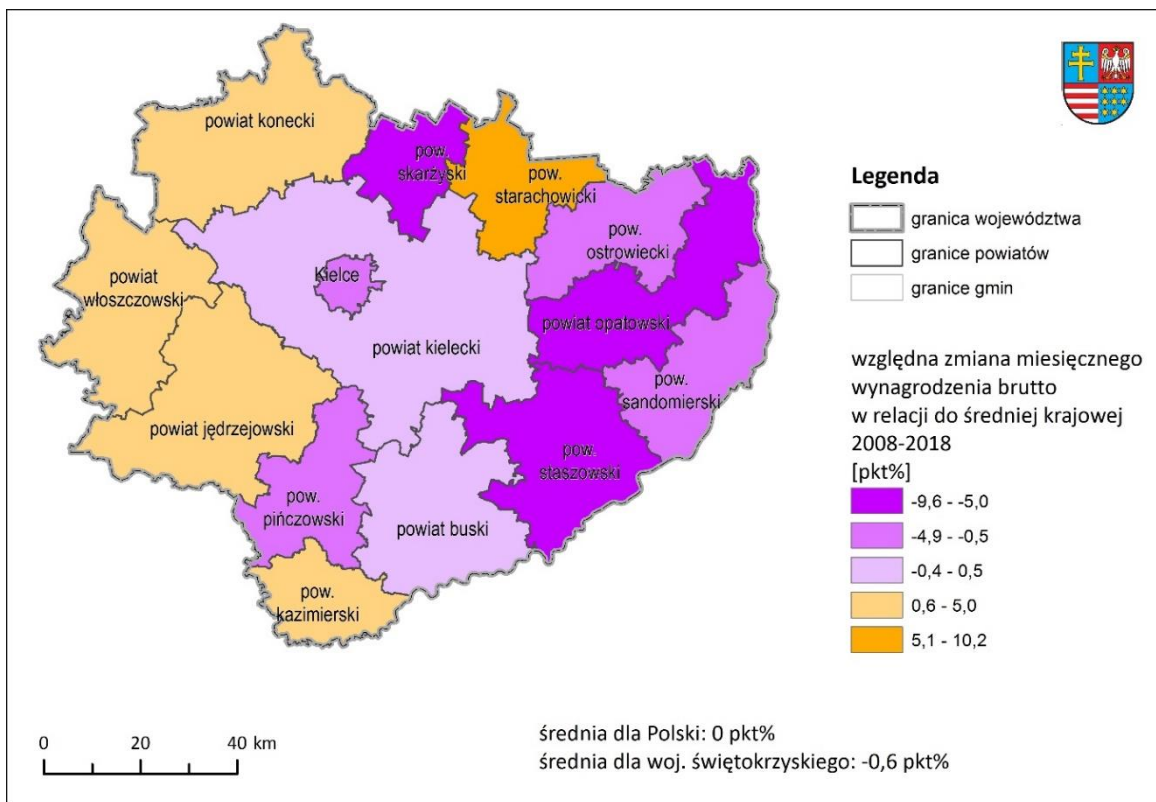 powiat konecki
pow.
skarżyski
pow.
starachowicki
pow.
ostrowiecki
powiat
włoszczowski
Kielce
powiat opatowski
powiat kielecki
pow.
sandomierski
powiat jędrzejowski
pow.
staszowski
pow.
pińczowski
powiat buski
pow.
kazimierski
Legenda
granica województwa
granice powiatów
granice gmin
względna zmiana miesięcznego
wynagrodzenia brutto
w relacji do średniej krajowej
2008-2018
[pkt%]
-9,6 - -5,0
-4,9 - -0,5
-0,4 - 0,5
0,6 - 5,0
5,1 - 10,2
0 20 40 km
średnia dla Polski: 0 pkt%
średnia dla woj. świętokrzyskiego: -0,6 pkt%